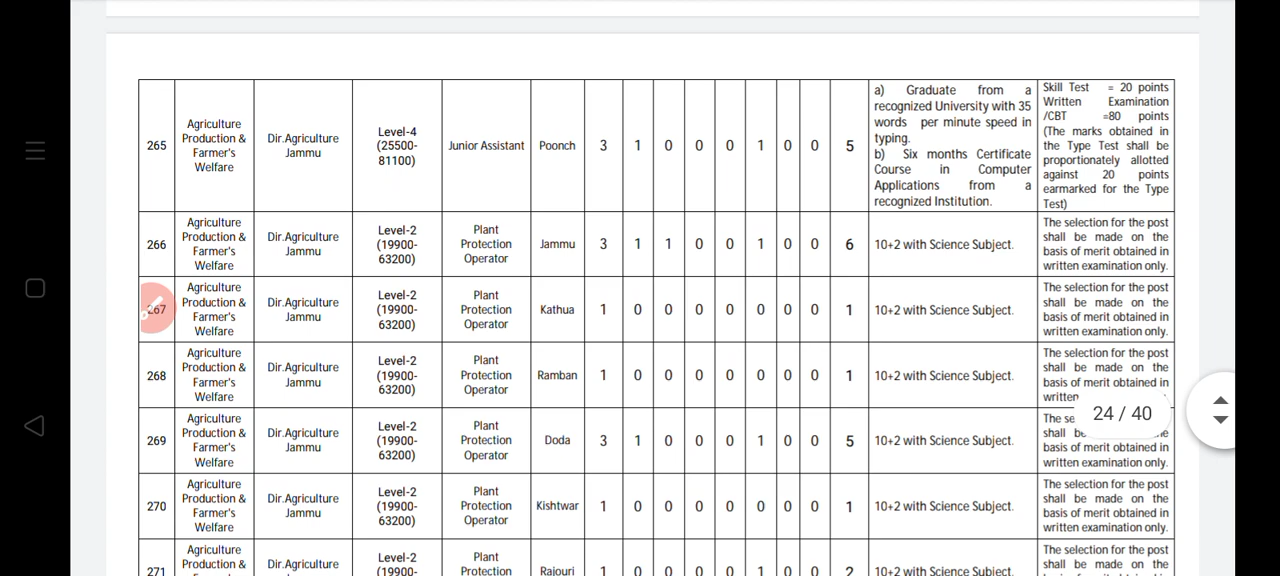 265 Agriculture Production & Farmer's Welfare Dir.Agriculture Jammu Level-4 (25500-81100) Junior Assistant Poonch 3 1 0 0 0 1 0 0 5
a) Graduate from a
recognized University with 35
words per minute speed in
typing.
b) Six months Certificate
Course in Computer
Applications from a
recognized Institution.
Skill Test = 20 points
Written Examination
/CBT =80 points
(The marks obtained in
the Type Test shall be
proportionately allotted
against 20 points
earmarked for the Type
Test)
266 Agriculture Production & Farmer's Welfare Dir.Agriculture Jammu Level-2 (19900-63200) Plant Protection Operator Jammu 3 1 1 0 0 1 0 0 6 10+2 with Science Subject.
The selection for the post
shall be made on the
basis of merit obtained in
written examination only.
267 Agriculture Production & Farmer's Welfare Dir.Agriculture Jammu Level-2 (19900-63200) Plant Protection Operator Kathua 1 0 0 0 0 0 0 0 1 10+2 with Science Subject.
The selection for the post
shall be made on the
basis of merit obtained in
written examination only.
268 Agriculture Production & Farmer's Welfare Dir.Agriculture Jammu Level-2 (19900-63200) Plant Protection Operator Ramban 1 0 0 0 0 0 0 0 1 10+2 with Science Subject.
The selection for the post
shall be made on the
basis of merit obtained in
written
24 / 40
269 Agriculture Production & Farmer's Welfare Dir.Agriculture Jammu Level-2 (19900-63200) Plant Protection Operator Doda 3 1 0 0 0 1 0 0 5 10+2 with Science Subject.
The
shall
basis of merit obtained in
written examination only.
270 Agriculture Production & Farmer's Welfare Dir.Agriculture Jammu Level-2 (19900-63200) Plant Protection Operator Kishtwar 1 0 0 0 0 0 0 0 1 10+2 with Science Subject.
The selection for the post
shall be made on the
basis of merit obtained in
written examination only.
271 Agriculture Production & Farmer's Dir.Agriculture Jammu Level-2 (19900- Plant Protection Rajouri 1 0 0 0 0 1 0 0 2 10+2 with Science Subject.
The selection for the post
shall be made on the
basis of merit obtained in